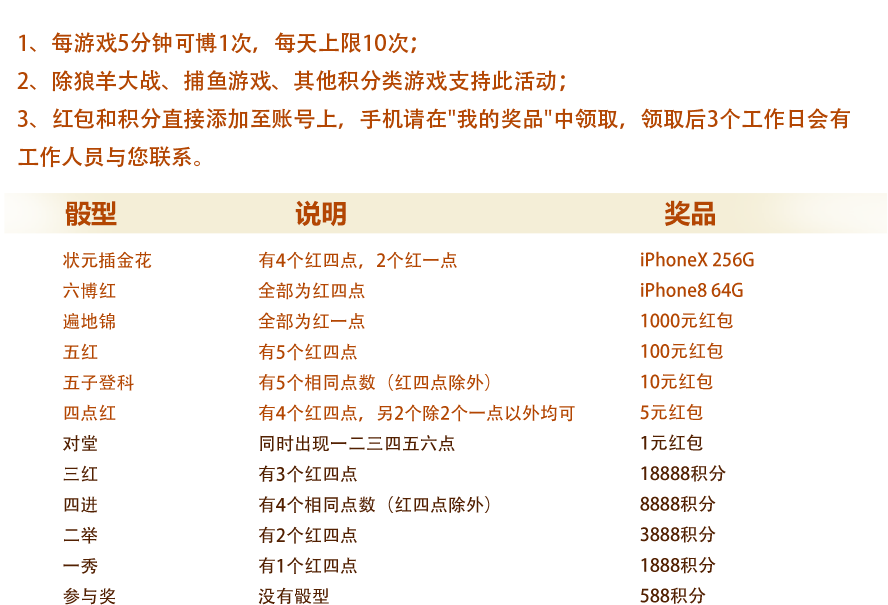 1、每游戏5分钟可博1次，每天上限10次；
2、除狼羊大战、捕鱼游戏、其他积分类游戏支持此活动；
3、红包和积分直接添加至账号上，手机请在"我的奖品"中领取，领取后3个工作日会有
工作人员与您联系。
骰型 说明 奖品
状元插金花 有4个红四点，2个红一点 iPhoneX 256G
六博红 全部为红四点 iPhone8 64G
遍地锦 全部为红一点 1000元红包
五红 有5个红四点 100元红包
五子登科 有5个相同点数（红四点除外） 10元红包
四点红 有4个红四点，另2个除2个一点以外均可 5元红包
对堂 同时出现一二三四五六点 1元红包
三红 有3个红四点 18888积分
四进 有4个相同点数（红四点除外） 8888积分
二举 有2个红四点 3888积分
一秀 有1个红四点 1888积分
参与奖 没有骰型 588积分